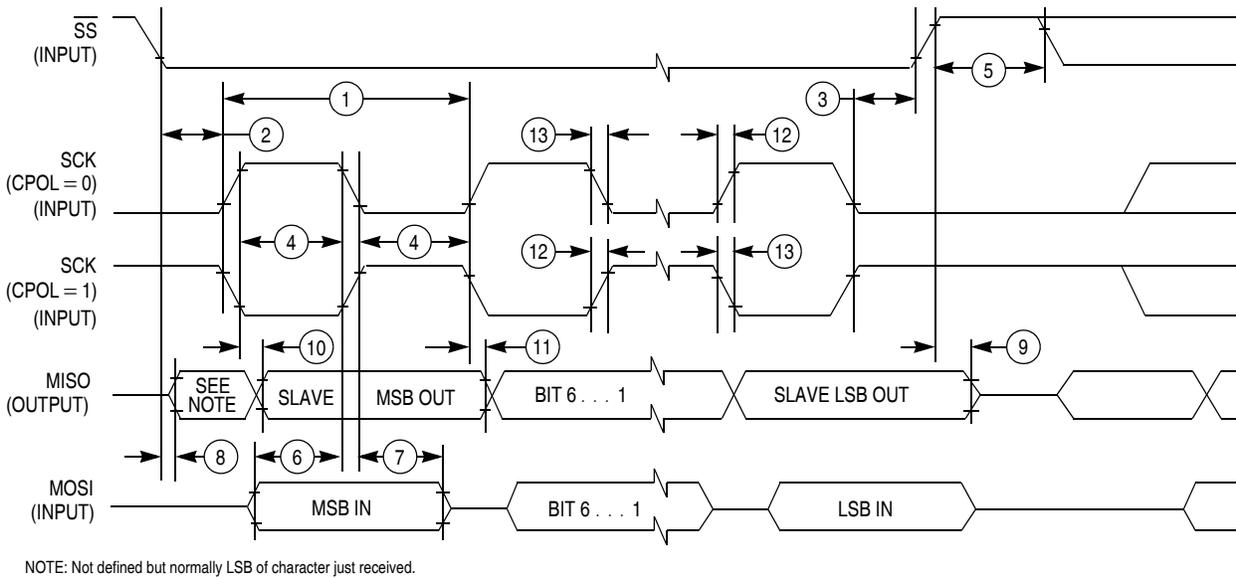 SS
(INPUT)
1
2
3
5
13
12
SCK
(CPOL = 0)
(INPUT)
4
4
12
13
SCK
(CPOL = 1)
(INPUT)
10
11
9
MISO
(OUTPUT)
SEE
NOTE
SLAVE
MSB OUT
BIT 6 . . . 1
SLAVE LSB OUT
8
6
7
MOSI
(INPUT)
MSB IN
BIT 6 . . . 1
LSB IN
NOTE: Not defined but normally LSB of character just received.